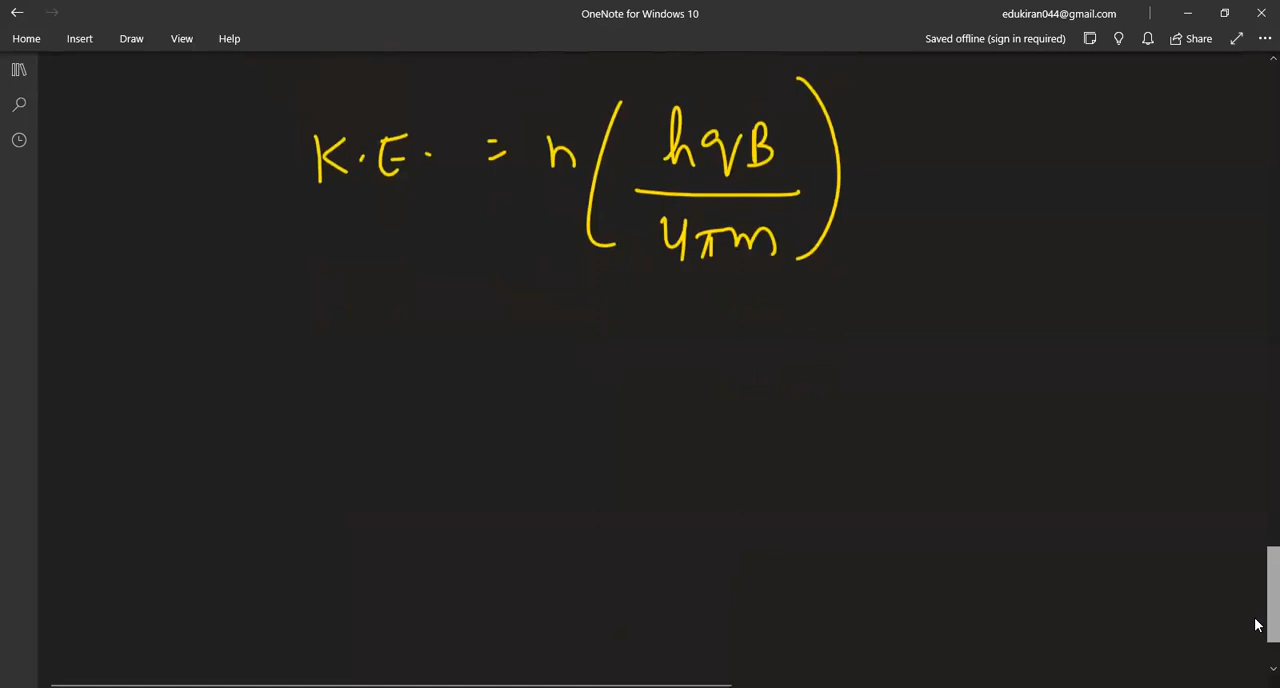 OneNote for Windows 10
edukiran044@gmail.com
Home Insert Draw View Help
Saved offline (sign in required)
Share
K.E. = n ( hqB
4πm )